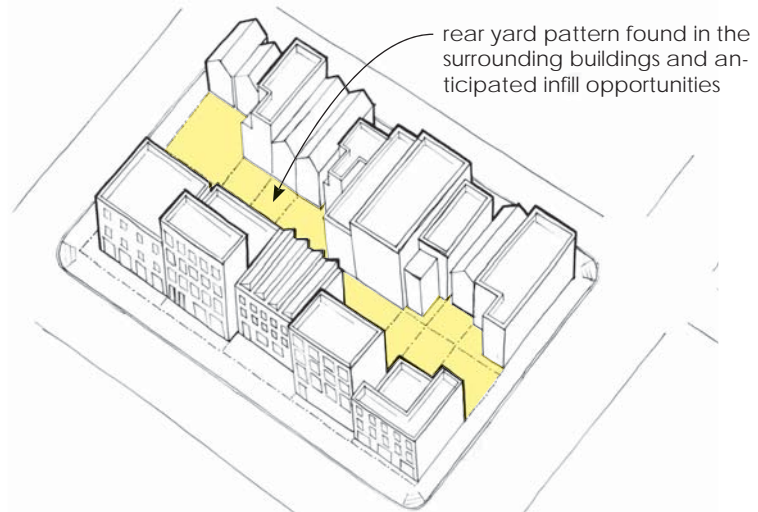 rear yard pattern found in the
surrounding buildings and an-
ticipated infill opportunities